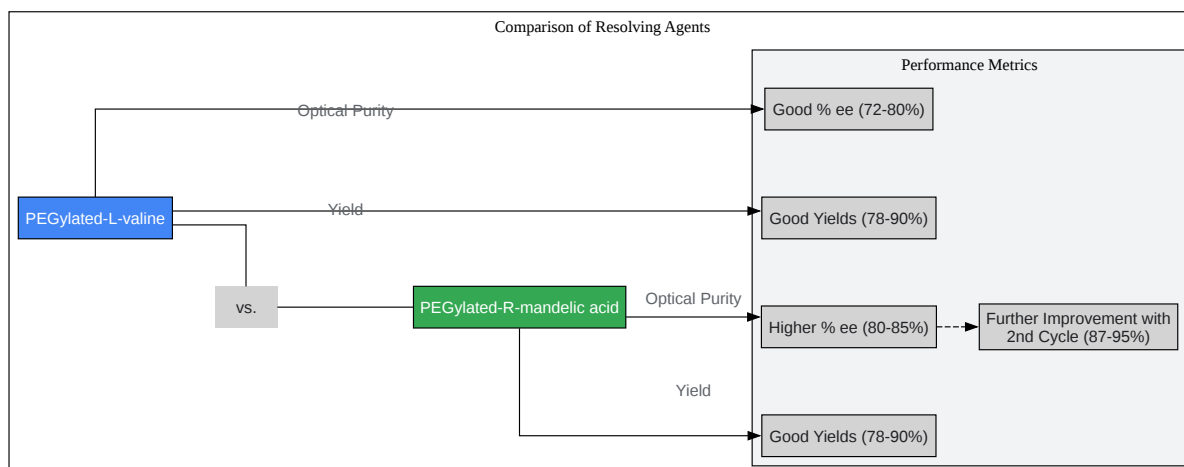 Comparison of Resolving Agents
Performance Metrics
Optical Purity
Good % ee (72-80%)
PEGylated-L-valine
Yield
Good Yields (78-90%)
vs.
PEGylated-R-mandelic acid
Optical Purity
Higher % ee (80-85%)
Further Improvement with
2nd Cycle (87-95%)
Yield
Good Yields (78-90%)